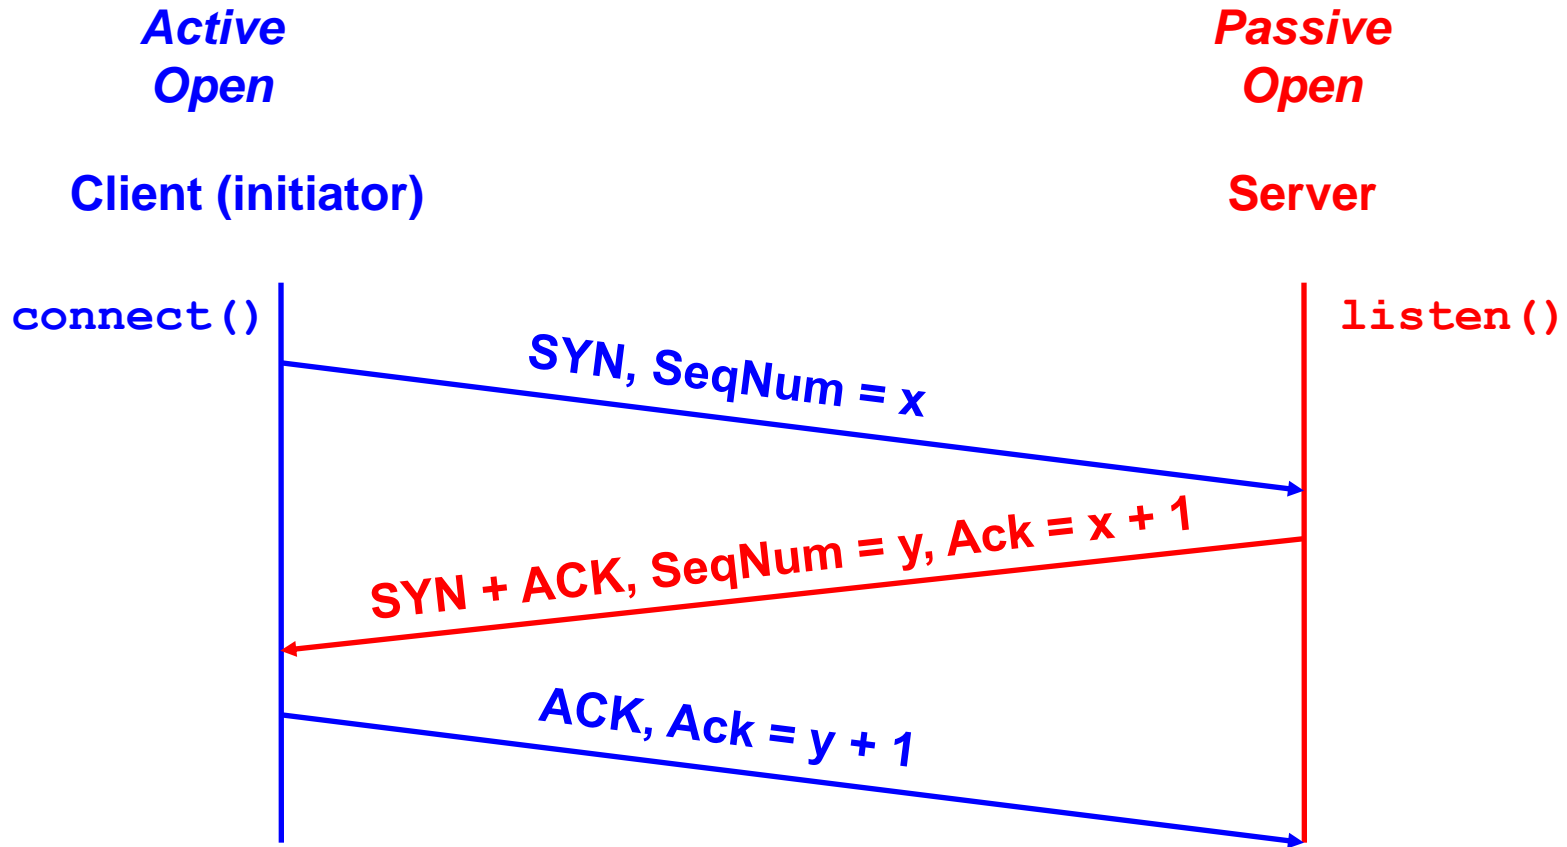 Active
Open
Passive
Open
Client (initiator)
Server
connect()
listen()
SYN, SeqNum = x
SYN + ACK, SeqNum = y, Ack = x + 1
ACK, Ack = y + 1